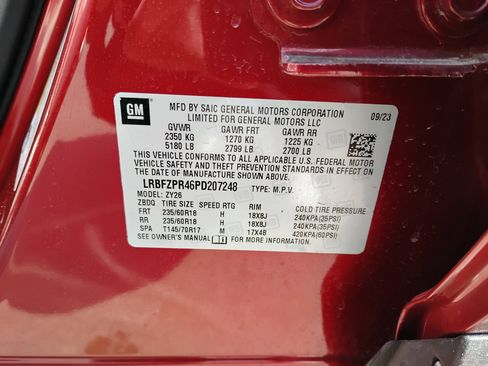 GM
MFD BY SAIC GENERAL MOTORS CORPORATION 09/23
LIMITED FOR GENERAL MOTORS LLC
GVWR GAWR FRT GAWR RR
2350 KG 1270 KG 1225 KG
5180 LB 2799 LB 2700 LB
THIS VEHICLE CONFORMS TO ALL APPLICABLE U.S. FEDERAL MOTOR
VEHICLE SAFETY AND THEFT PREVENTION STANDARDS IN EFFECT ON
THE DATE OF MANUFACTURE SHOWN ABOVE.
LRBFZPR46PD207248 TYPE: M.P.V.
MODEL: ZY26
ZBDQ TIRE SIZE SPEED RTG RIM COLD TIRE PRESSURE
FRT 235/60R18 H 18X8J 240KPA(35PSI)
RR 235/60R18 H 18X8J 240KPA(35PSI)
SPA T145/70R17 M 17X4B 420KPA(60PSI)
SEE OWNER'S MANUAL FOR MORE INFORMATION.